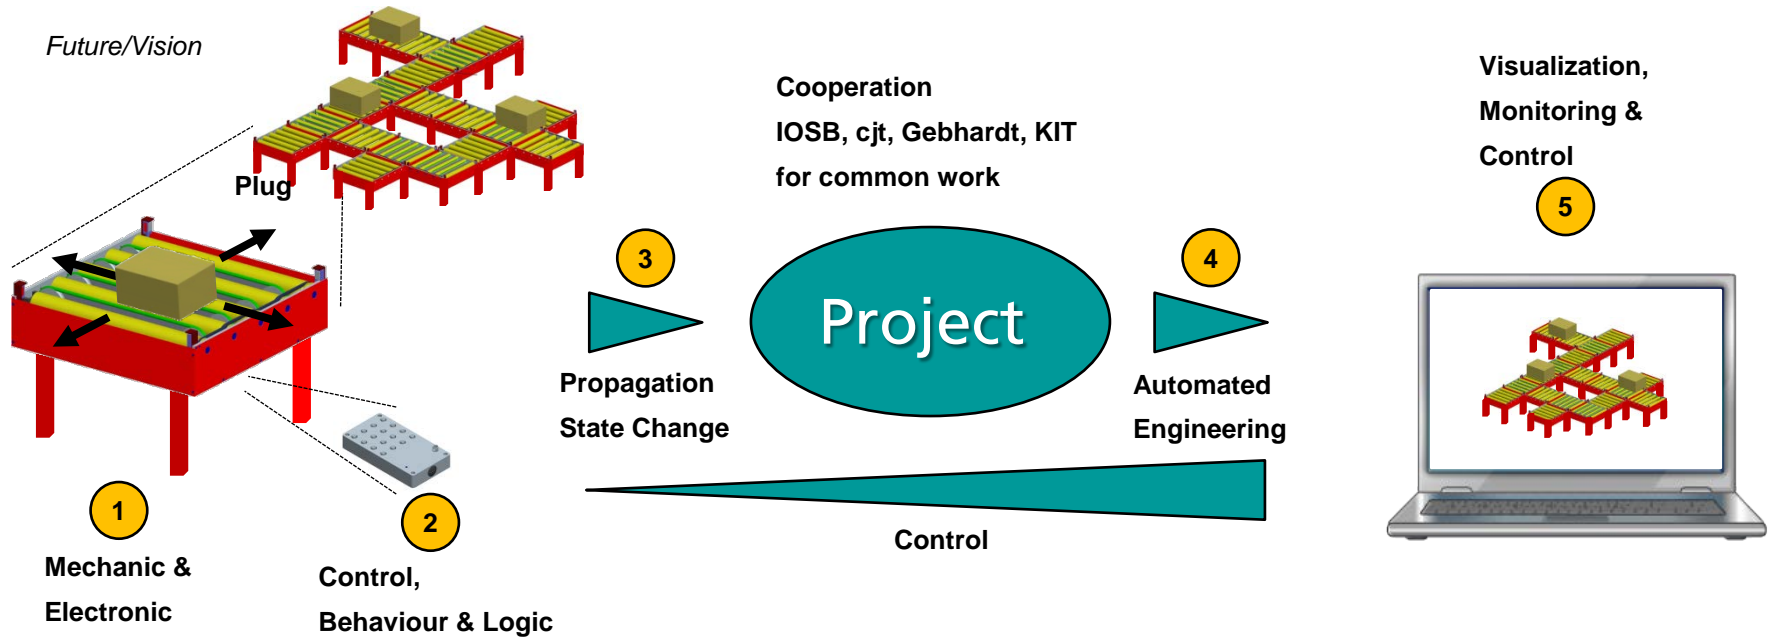 Future/Vision
Plug
1
Mechanic &
Electronic
2
Control,
Behaviour & Logic
3
Propagation
State Change
Cooperation
IOSB, cjt, Gebhardt, KIT
for common work
Project
4
Automated
Engineering
Control
Visualization,
Monitoring &
Control
5